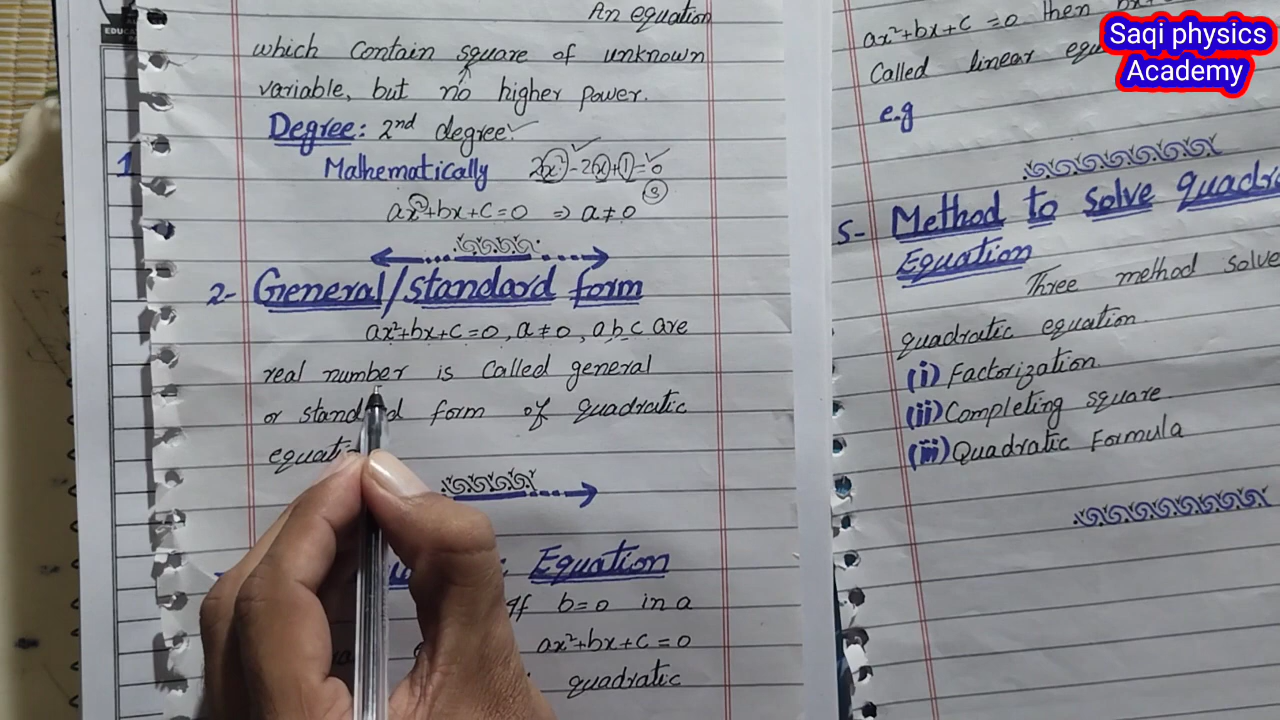 An equation
which contain square of unknown
variable, but no higher power.
Degree: 2nd degree
Mathematically 2x²-2x+1=0
3
ax²+bx+c=0 ⇒ a≠0
2- General/standard form
ax²+bx+c=0, a≠0, a b c are
real number is called general
or standard form of quadratic
Equation
If b=0 in a
ax²+bx+c=0
quadratic
1
ax²+bx+c=0 then
Called linear
e.g
5- Method to solve
Equation
Three method solve
quadratic equation
(i) Factorization.
(ii) Completing square
(iii) Quadratic Formula
Saqi physics
Academy